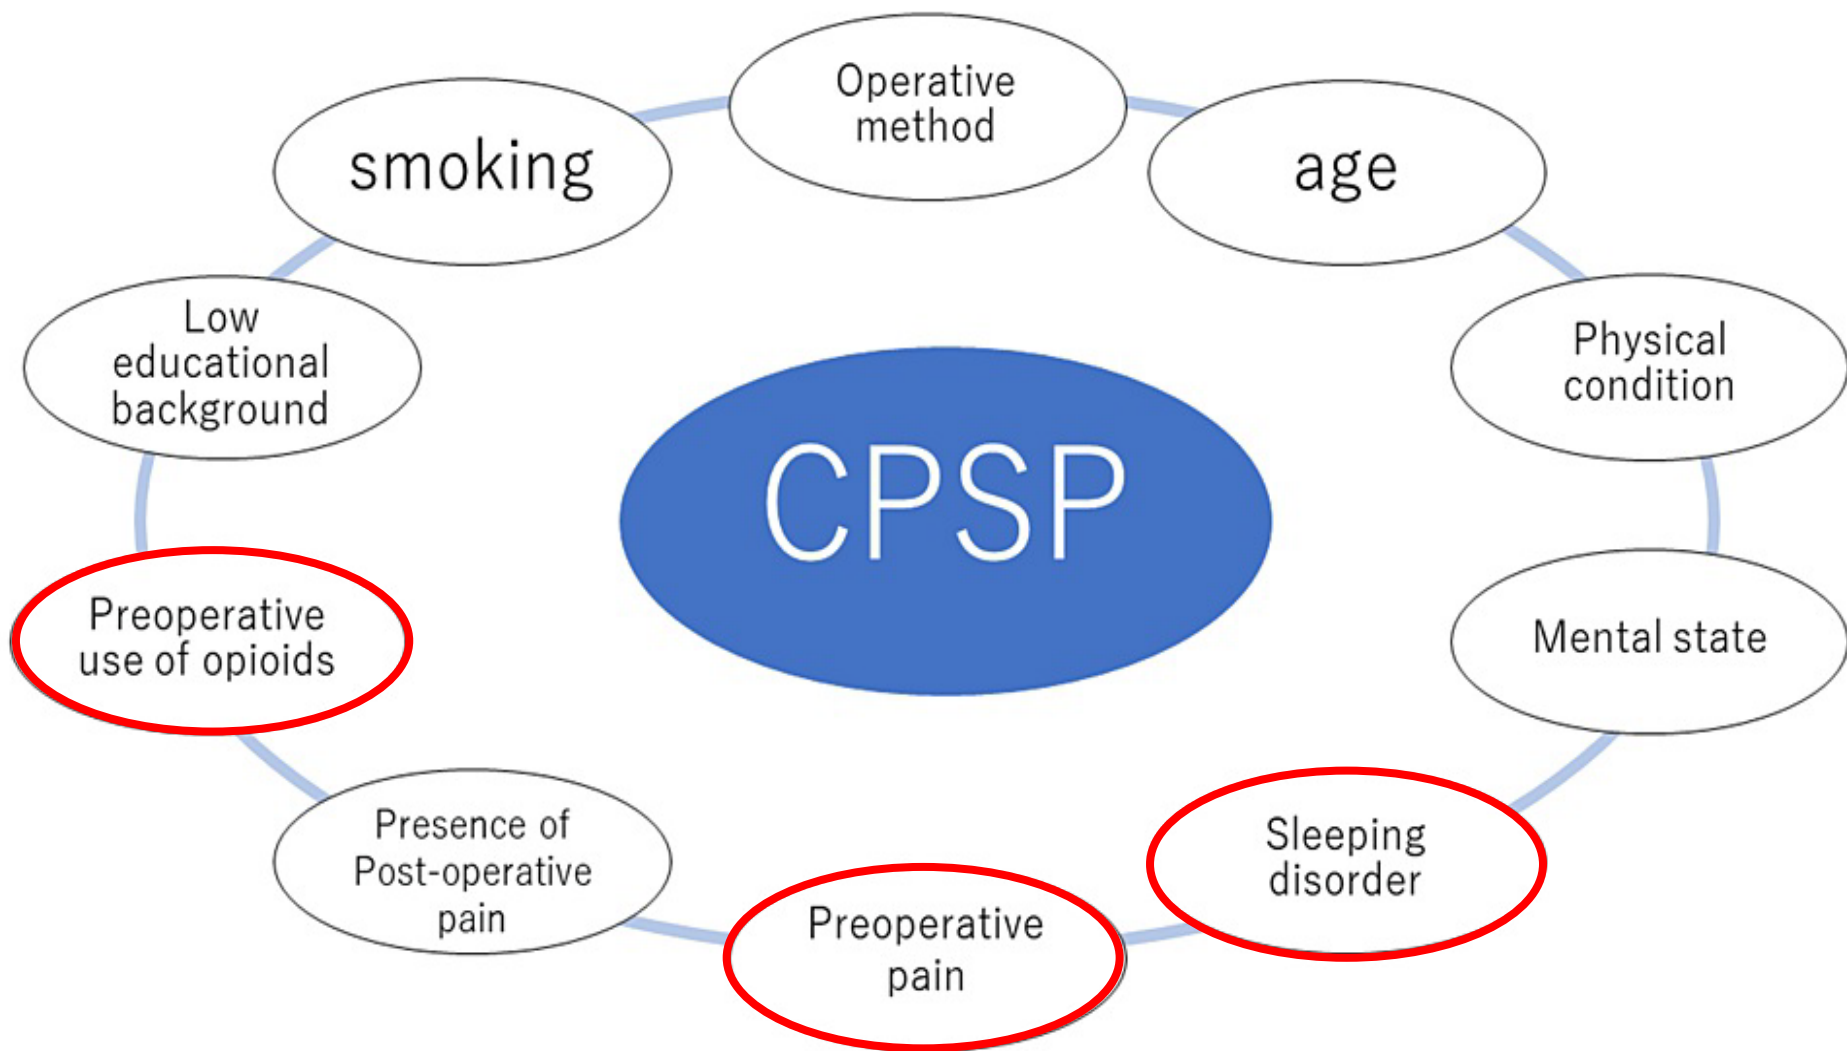 Operative
method
smoking
age
Low
educational
background
Physical
condition
CPSP
Preoperative
use of opioids
Mental state
Presence of
Post-operative
pain
Sleeping
disorder
Preoperative
pain